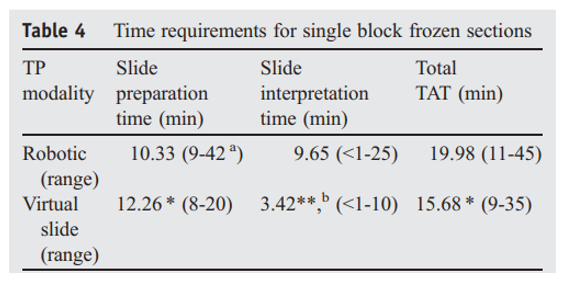 Table 4 Time requirements for single block frozen sections
TP modality Slide preparation time (min) Slide interpretation time (min) Total TAT (min)
Robotic (range) 10.33 (9-42 a) 9.65 (<1-25) 19.98 (11-45)
Virtual slide (range) 12.26 * (8-20) 3.42**,b (<1-10) 15.68 * (9-35)